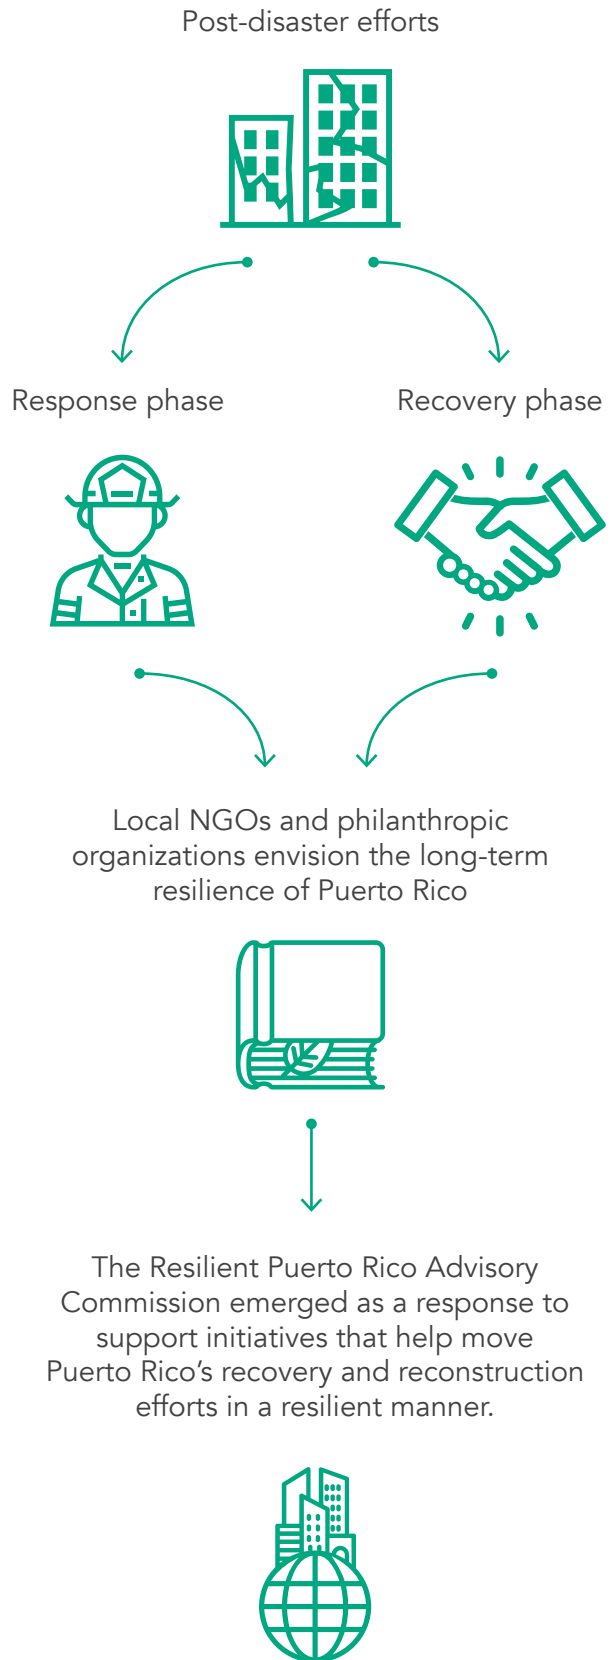 Post-disaster efforts
Response phase
Recovery phase
Local NGOs and philanthropic
organizations envision the long-term
resilience of Puerto Rico
The Resilient Puerto Rico Advisory
Commission emerged as a response to
support initiatives that help move
Puerto Rico’s recovery and reconstruction
efforts in a resilient manner.